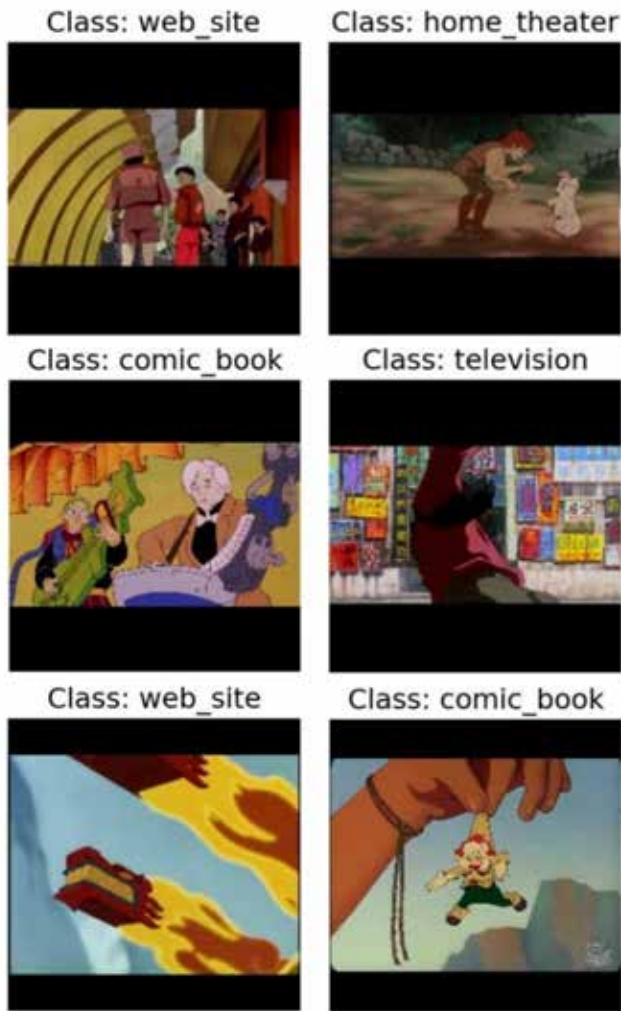 Class: web_site
Class: home_theater
Class: comic_book
Class: television
Class: web_site
Class: comic_book